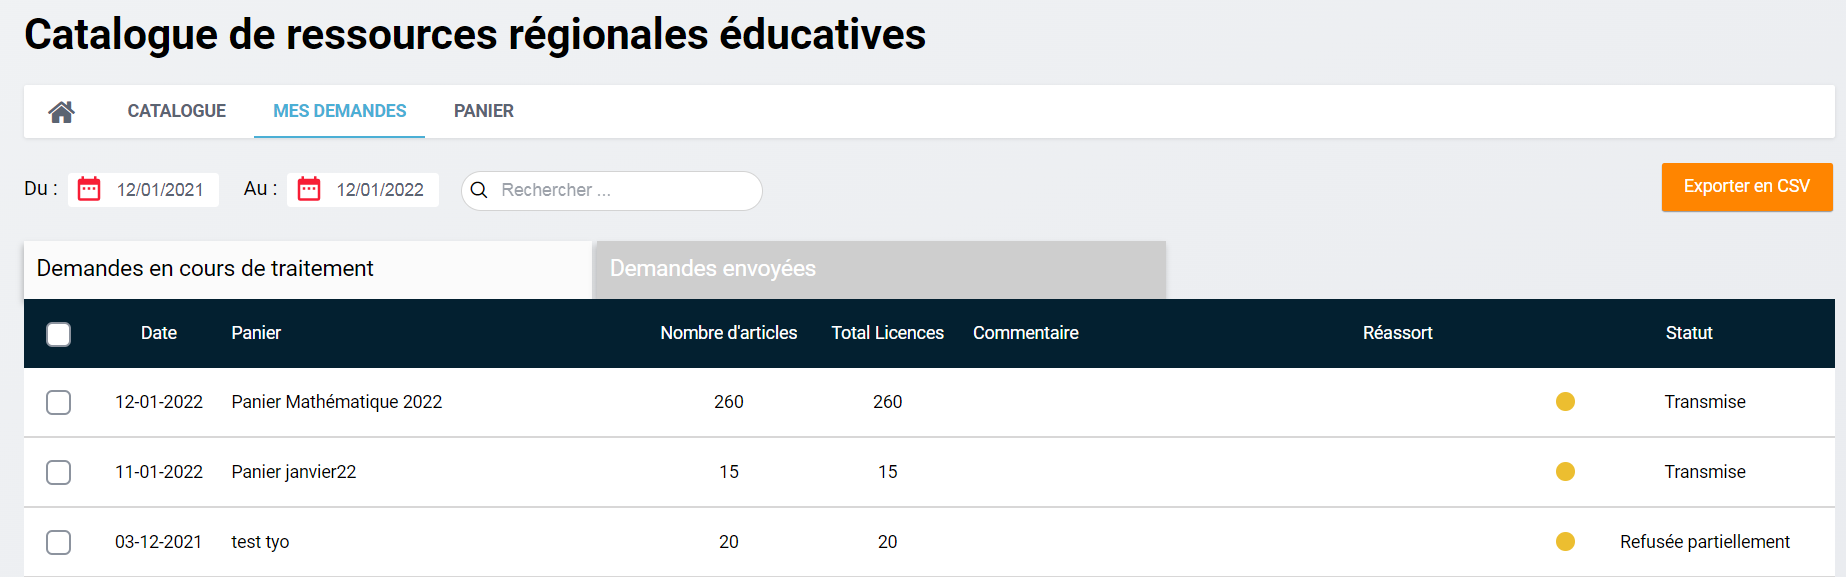 Catalogue de ressources régionales éducatives
CATALOGUE MES DEMANDES PANIER
Du : 12/01/2021 Au : 12/01/2022 Rechercher ... Exporter en CSV
Demandes en cours de traitement Demandes envoyées
Date Panier Nombre d'articles Total Licences Commentaire Réassort Statut
12-01-2022 Panier Mathématique 2022 260 260 Transmise
11-01-2022 Panier janvier22 15 15 Transmise
03-12-2021 test tyo 20 20 Refusée partiellement